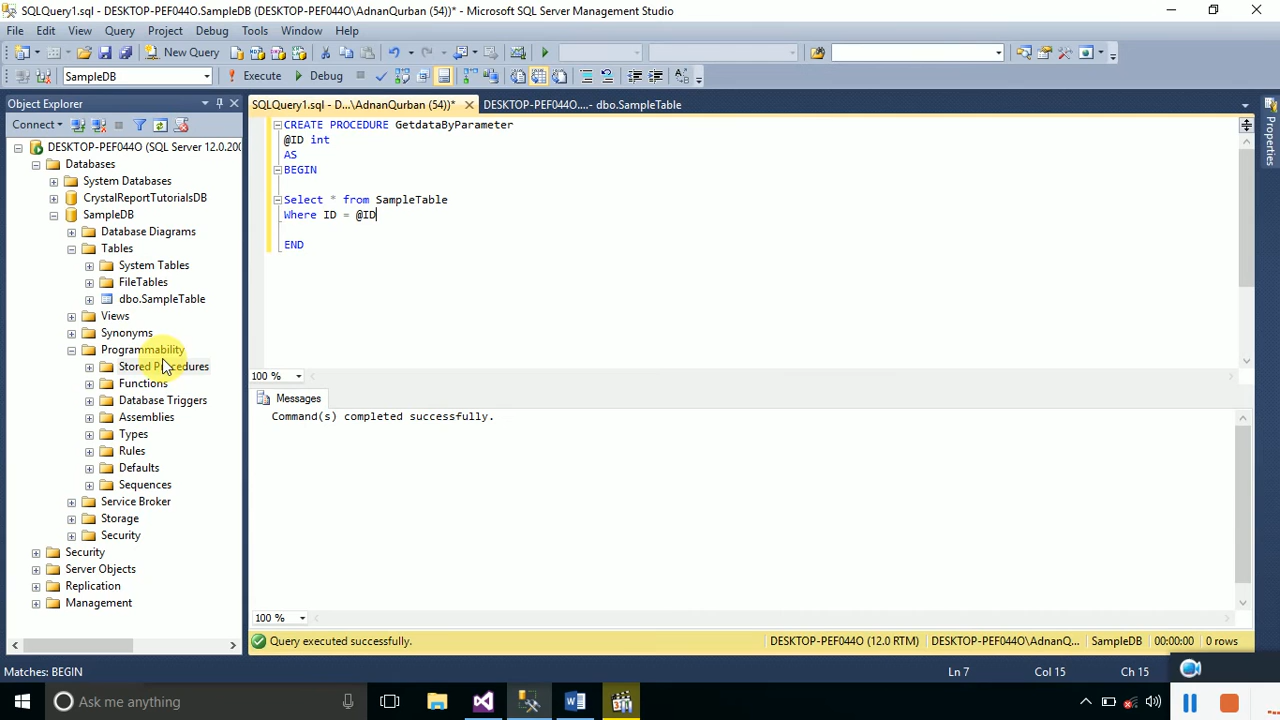 SQLQuery1.sql - DESKTOP-PEF044O.SampleDB (DESKTOP-PEF044O\AdnanQurban (54))* - Microsoft SQL Server Management Studio
File Edit View Query Project Debug Tools Window Help
New Query
SampleDB Execute Debug
Object Explorer
SQLQuery1.sql - D...\AdnanQurban (54))* DESKTOP-PEF044O....- dbo.SampleTable
Connect
DESKTOP-PEF044O (SQL Server 12.0.200
Databases
System Databases
CrystalReportTutorialsDB
SampleDB
Database Diagrams
Tables
System Tables
FileTables
dbo.SampleTable
Views
Synonyms
Programmability
Stored Procedures
Functions
Database Triggers
Assemblies
Types
Rules
Defaults
Sequences
Service Broker
Storage
Security
Security
Server Objects
Replication
Management
CREATE PROCEDURE GetdataByParameter
@ID int
AS
BEGIN
Select * from SampleTable
Where ID = @ID
END
100 %
Messages
Command(s) completed successfully.
100 %
Properties
Query executed successfully. DESKTOP-PEF044O (12.0 RTM) DESKTOP-PEF044O\AdnanQ... SampleDB 00:00:00 0 rows
Matches: BEGIN Ln 7 Col 15 Ch 15
Ask me anything